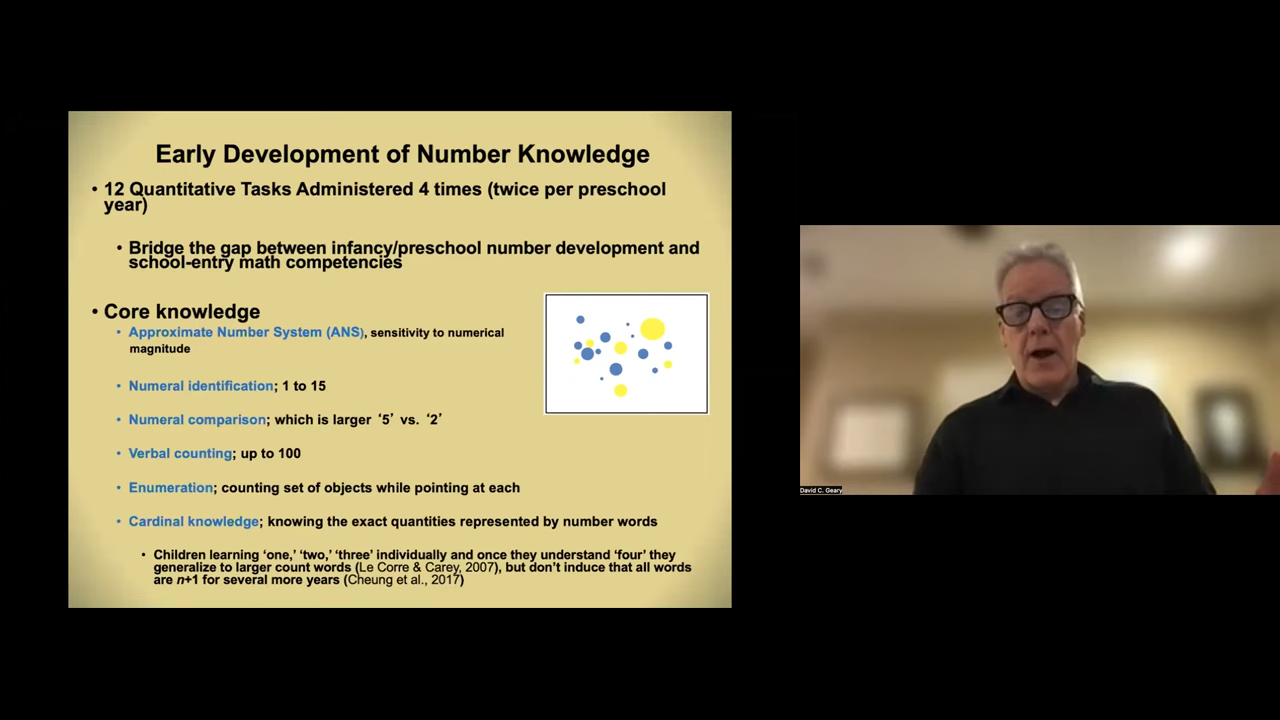 Early Development of Number Knowledge
• 12 Quantitative Tasks Administered 4 times (twice per preschool
year)
• Bridge the gap between infancy/preschool number development and
school-entry math competencies
• Core knowledge
• Approximate Number System (ANS), sensitivity to numerical
magnitude
• Numeral identification; 1 to 15
• Numeral comparison; which is larger ‘5’ vs. ‘2’
• Verbal counting; up to 100
• Enumeration; counting set of objects while pointing at each
• Cardinal knowledge; knowing the exact quantities represented by number words
• Children learning ‘one,’ ‘two,’ ‘three’ individually and once they understand ‘four’ they
generalize to larger count words (Le Corre & Carey, 2007), but don’t induce that all words
are n+1 for several more years (Cheung et al., 2017)
David C. Geary